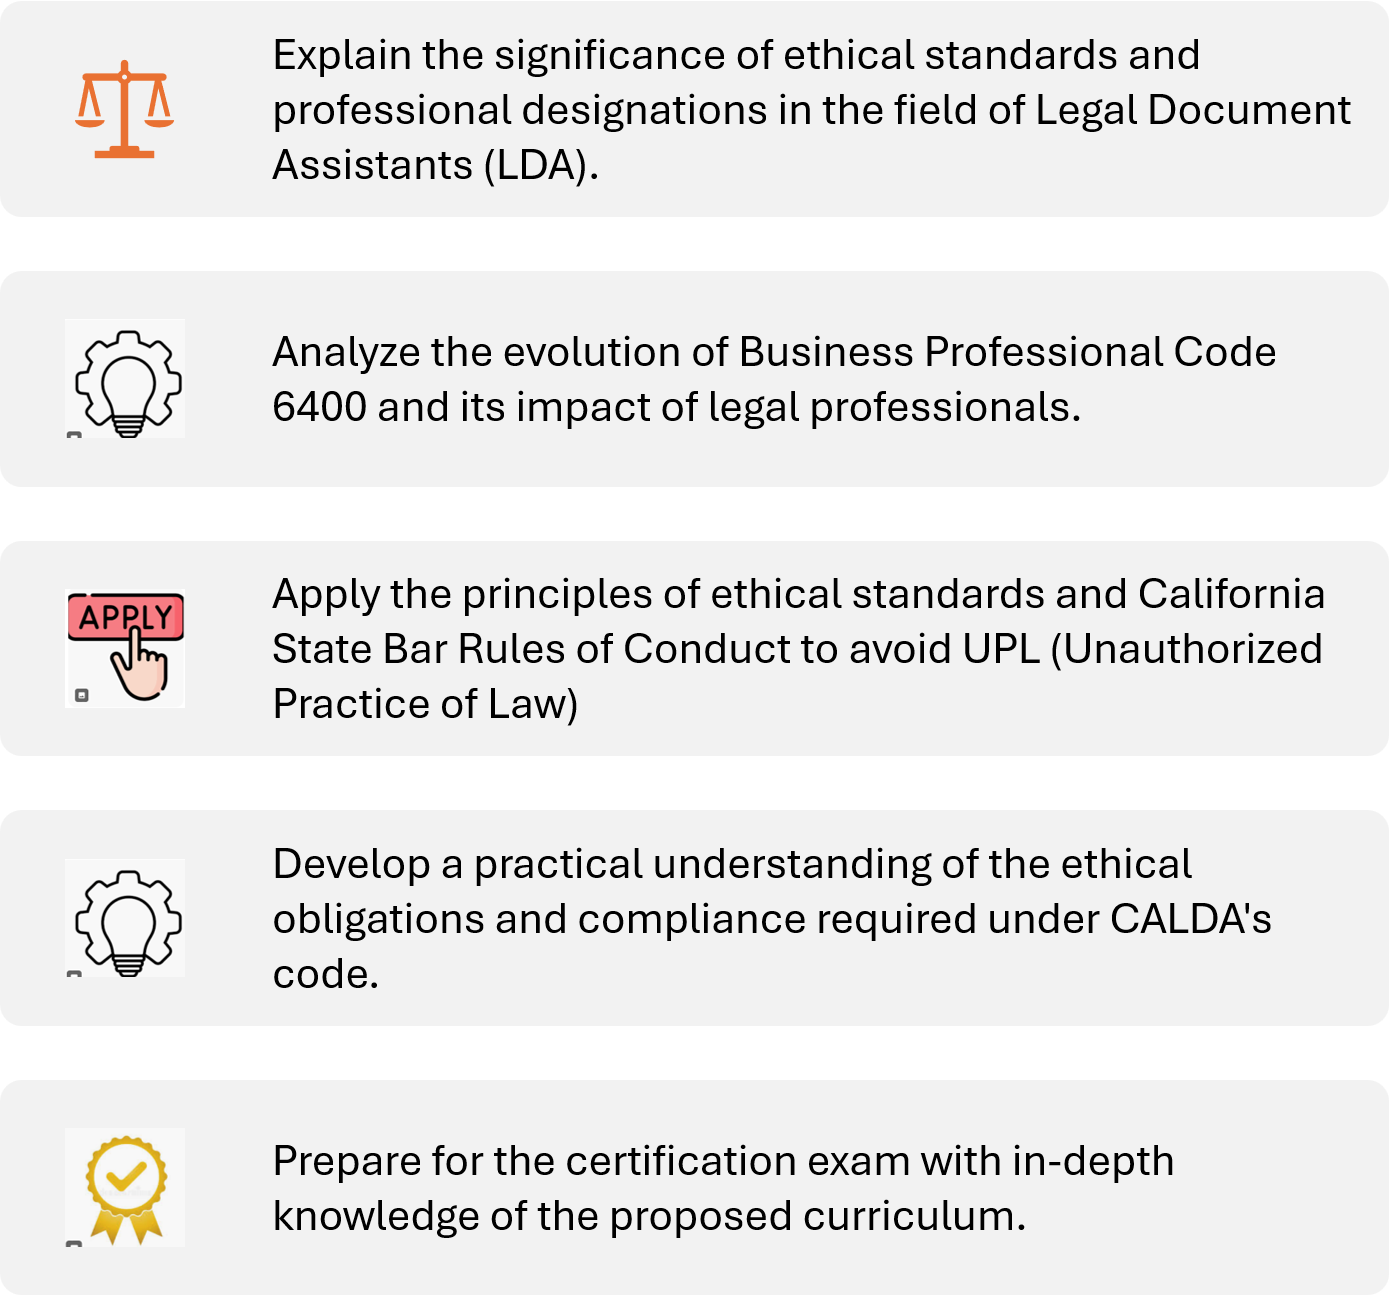 Explain the significance of ethical standards and
professional designations in the field of Legal Document
Assistants (LDA).
Analyze the evolution of Business Professional Code
6400 and its impact of legal professionals.
APPLY
Apply the principles of ethical standards and California
State Bar Rules of Conduct to avoid UPL (Unauthorized
Practice of Law)
Develop a practical understanding of the ethical
obligations and compliance required under CALDA's
code.
Prepare for the certification exam with in-depth
knowledge of the proposed curriculum.